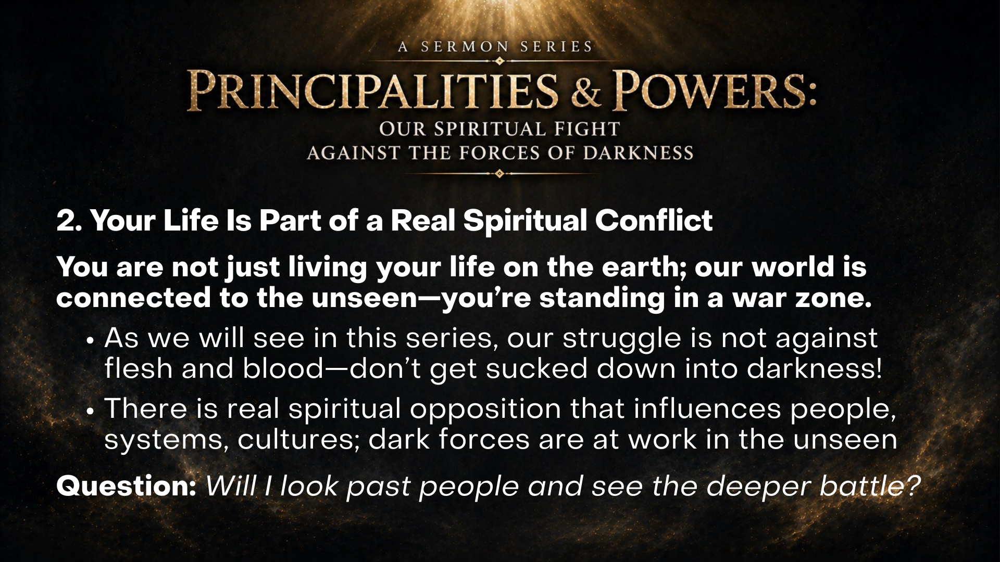 A SERMON SERIES
PRINCIPALITIES & POWERS:
OUR SPIRITUAL FIGHT
AGAINST THE FORCES OF DARKNESS
2. Your Life Is Part of a Real Spiritual Conflict
You are not just living your life on the earth; our world is
connected to the unseen—you’re standing in a war zone.
• As we will see in this series, our struggle is not against
flesh and blood—don’t get sucked down into darkness!
• There is real spiritual opposition that influences people,
systems, cultures; dark forces are at work in the unseen
Question: Will I look past people and see the deeper battle?